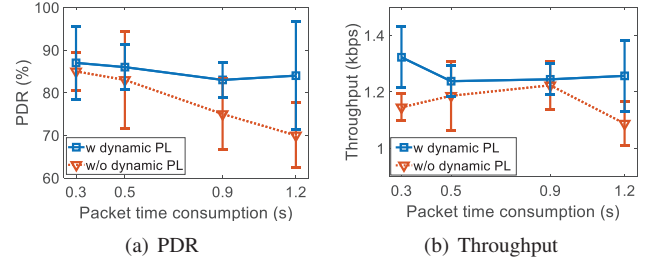 100
90
80
70
60
PDR (%)
w dynamic PL
w/o dynamic PL
0.3 0.5 0.9 1.2
Packet time consumption (s)
(a) PDR
1.4
1.2
1
Throughput (kbps)
w dynamic PL
w/o dynamic PL
0.3 0.5 0.9 1.2
Packet time consumption (s)
(b) Throughput